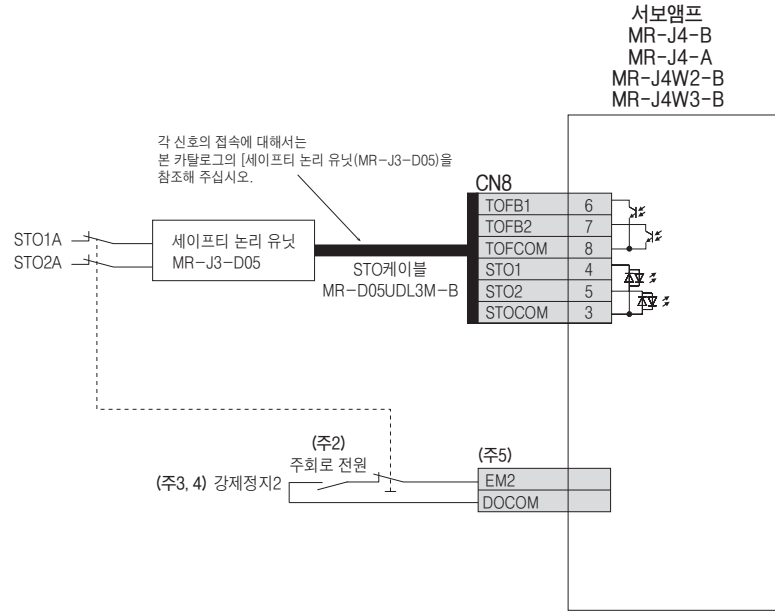 서보앰프
MR-J4-B
MR-J4-A
MR-J4W2-B
MR-J4W3-B
각 신호의 접속에 대해서는
본 카탈로그의 [세이프티 논리 유닛(MR-J3-D05)을
참조해 주십시오.
CN8
TOFB1 6
TOFB2 7
TOFCOM 8
STO1 4
STO2 5
STOCOM 3
STO1A
STO2A
세이프티 논리 유닛
MR-J3-D05
STO케이블
MR-D05UDL3M-B
(주2)
주회로 전원
(주3, 4) 강제정지2
(주5)
EM2
DOCOM